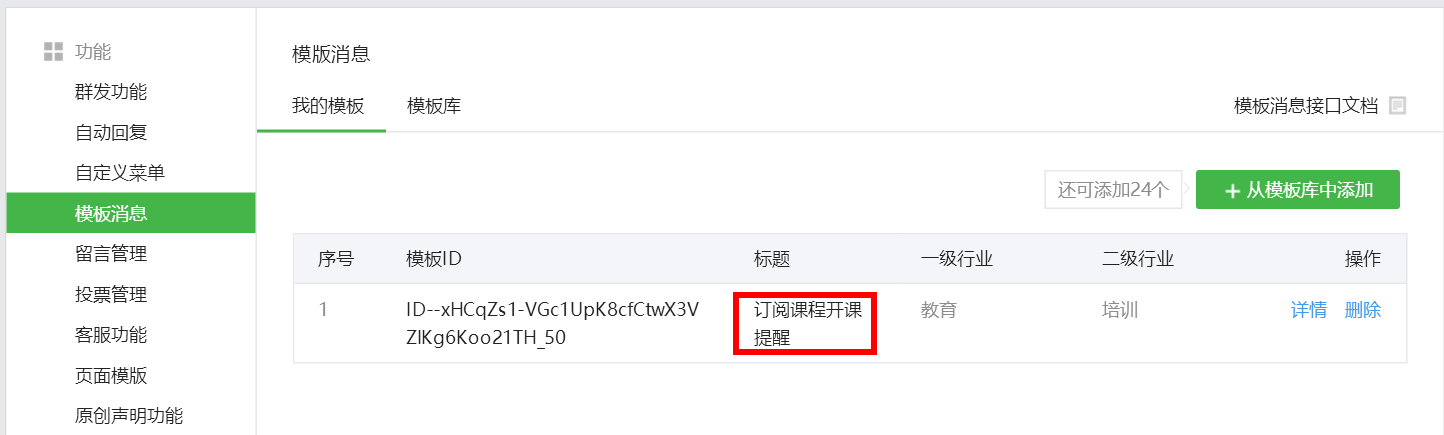 功能
群发功能
自动回复
自定义菜单
模板消息
留言管理
投票管理
客服功能
页面模版
原创声明功能
模版消息
我的模板 模板库 模板消息接口文档
还可添加24个 从模板库中添加
序号 模板ID 标题 一级行业 二级行业 操作
1 ID--xHCqZs1-VGc1UpK8cfCtwX3V 订阅课程开课 教育 培训 详情 删除
ZlKg6Koo21TH_50 提醒